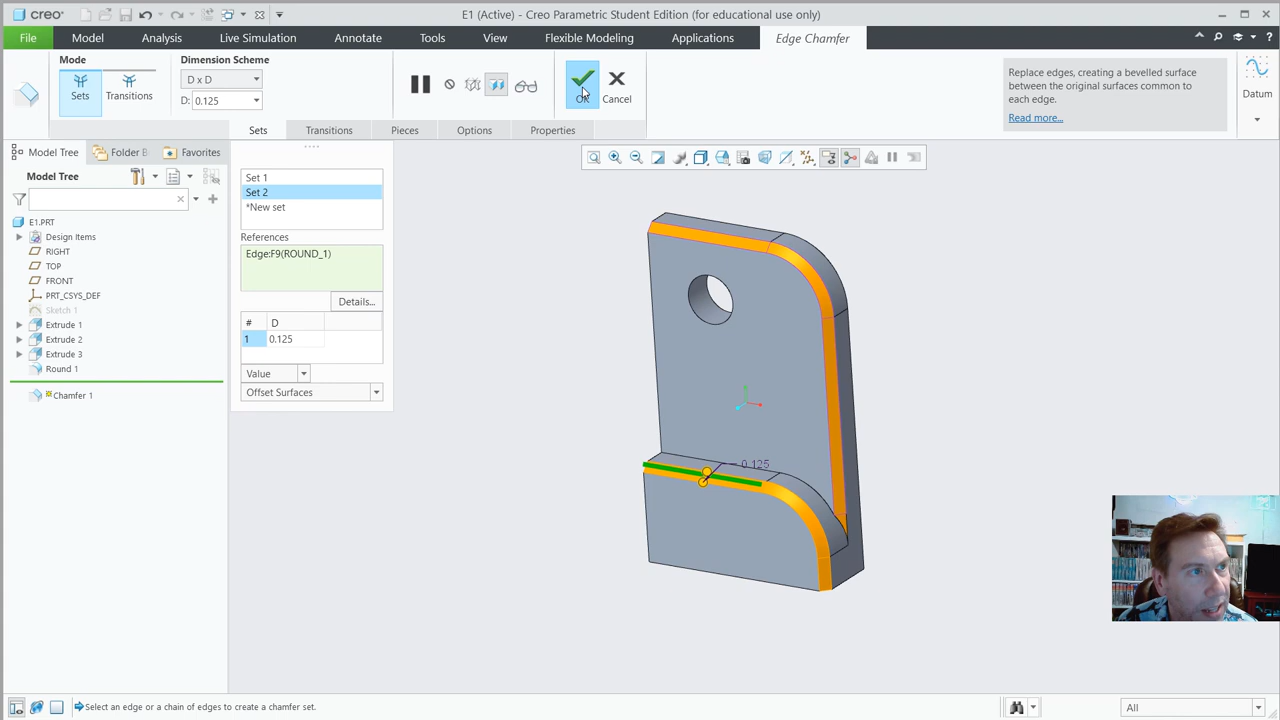 creo
E1 (Active) - Creo Parametric Student Edition (for educational use only)
File Model Analysis Live Simulation Annotate Tools View Flexible Modeling Applications Edge Chamfer
Mode
Sets Transitions
Dimension Scheme
D x D
D: 0.125
OK Cancel
Replace edges, creating a bevelled surface
between the original surfaces common to
each edge.
Read more...
Datum
Sets Transitions Pieces Options Properties
Model Tree Folder B Favorites
Model Tree
E1.PRT
Design Items
RIGHT
TOP
FRONT
PRT_CSYS_DEF
Sketch 1
Extrude 1
Extrude 2
Extrude 3
Round 1
Chamfer 1
Set 1
Set 2
*New set
References
Edge:F9(ROUND_1)
Details...
# D
1 0.125
Value
Offset Surfaces
0.125
Select an edge or a chain of edges to create a chamfer set.
All